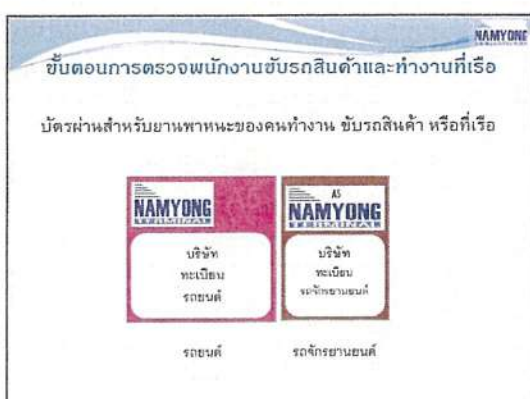 NAMYONG
ขั้นตอนการตรวจพนักงานขับรถสินค้าและทำงานที่เรือ
บัตรผ่านสำหรับยานพาหนะของคนทำงาน ขับรถสินค้า หรือที่เรือ
NAMYONG
TERMINAL
บริษัท
ทะเบียน
รถยนต์
A5
NAMYONG
TERMINAL
บริษัท
ทะเบียน
รถจักรยานยนต์
รถยนต์
รถจักรยานยนต์